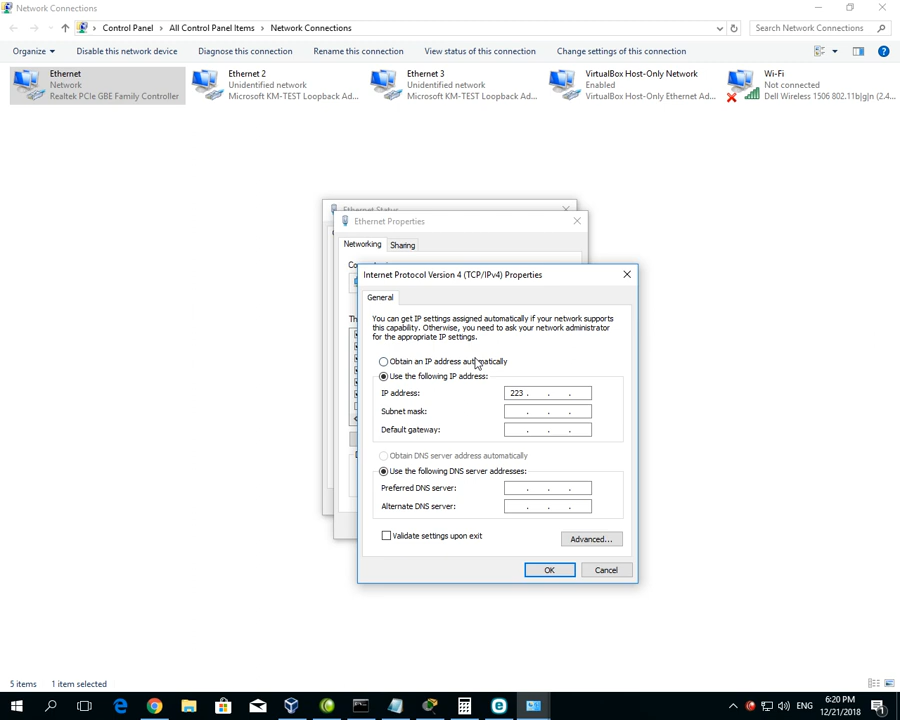 Network Connections
Control Panel
All Control Panel Items
Network Connections
Search Network Connections
Organize
Disable this network device
Diagnose this connection
Rename this connection
View status of this connection
Change settings of this connection
Ethernet
Network
Realtek PCIe GBE Family Controller
Ethernet 2
Unidentified network
Microsoft KM-TEST Loopback Ad...
Ethernet 3
Unidentified network
Microsoft KM-TEST Loopback Ad...
VirtualBox Host-Only Network
Enabled
VirtualBox Host-Only Ethernet Ad...
Wi-Fi
Not connected
Dell Wireless 1506 802.11b|g|n (2.4...
Ethernet Status
Ethernet Properties
Networking
Sharing
Internet Protocol Version 4 (TCP/IPv4) Properties
General
You can get IP settings assigned automatically if your network supports
this capability. Otherwise, you need to ask your network administrator
for the appropriate IP settings.
Obtain an IP address automatically
Use the following IP address:
IP address:
223 . . .
Subnet mask:
. . .
Default gateway:
. . .
Obtain DNS server address automatically
Use the following DNS server addresses:
Preferred DNS server:
. . .
Alternate DNS server:
. . .
Validate settings upon exit
Advanced...
OK
Cancel
5 items
1 item selected
ENG
6:20 PM
12/21/2018
1